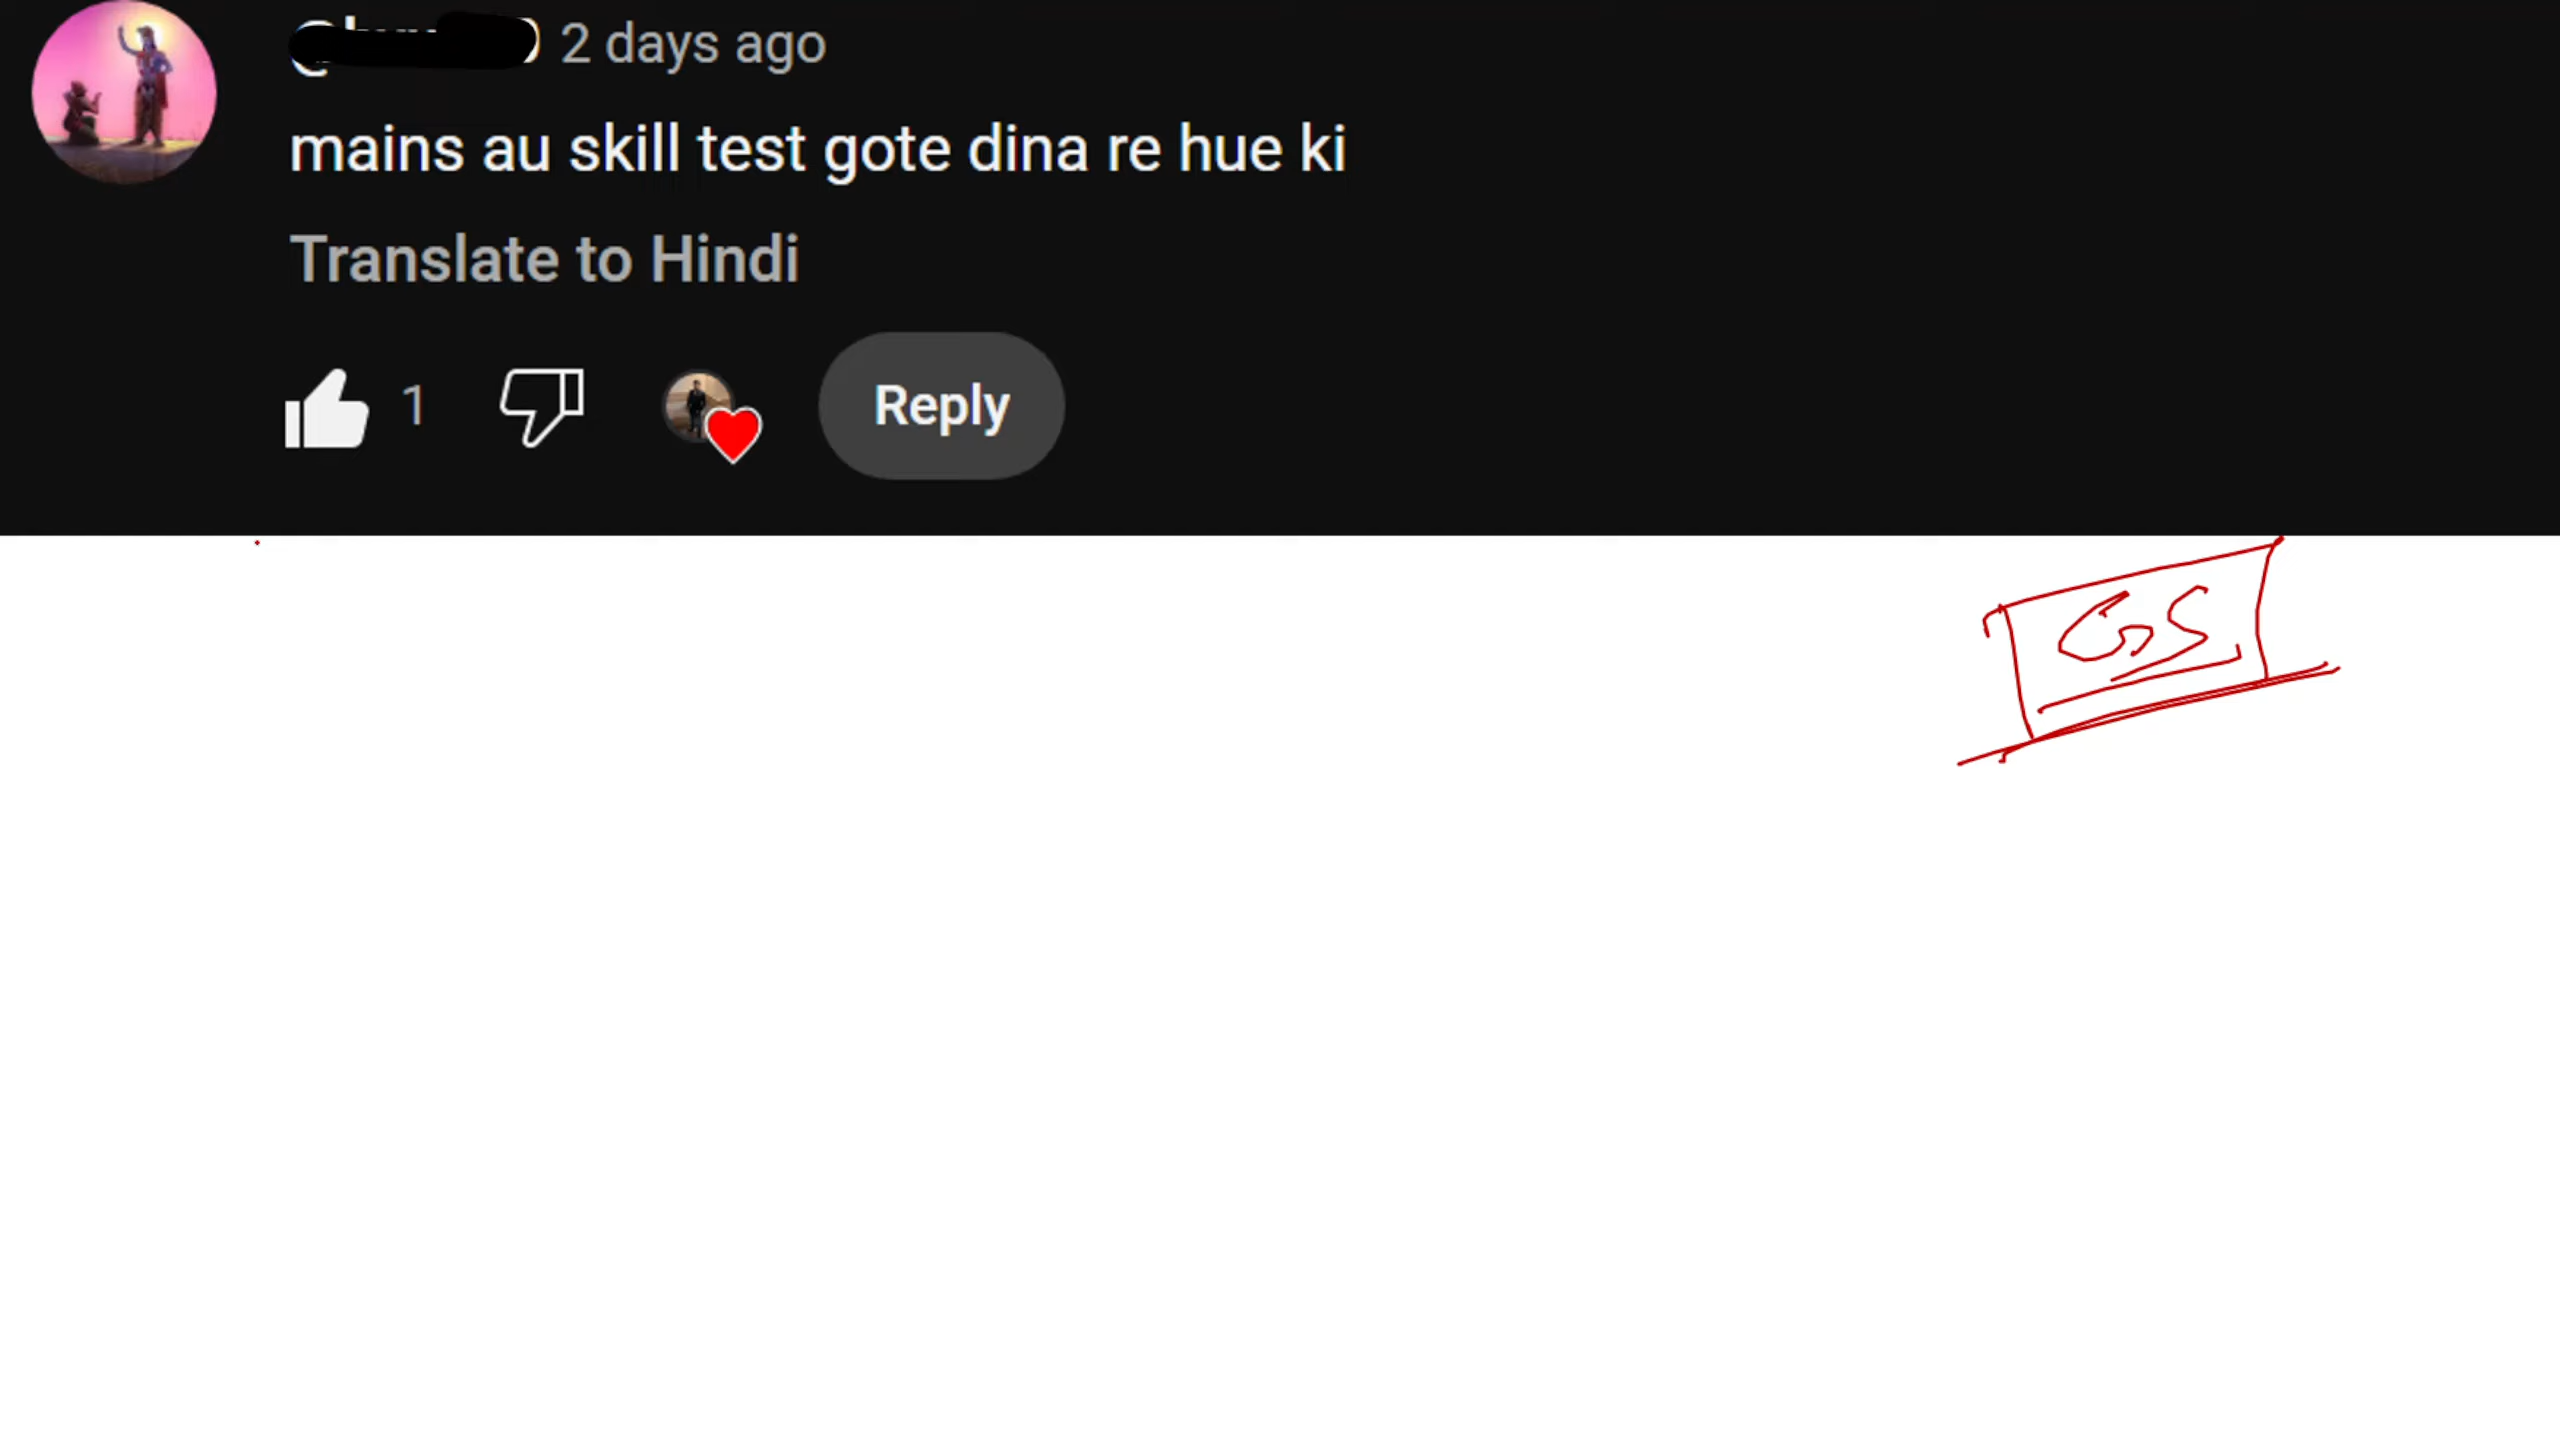 2 days ago
mains au skill test gote dina re hue ki
Translate to Hindi
1
Reply
GS